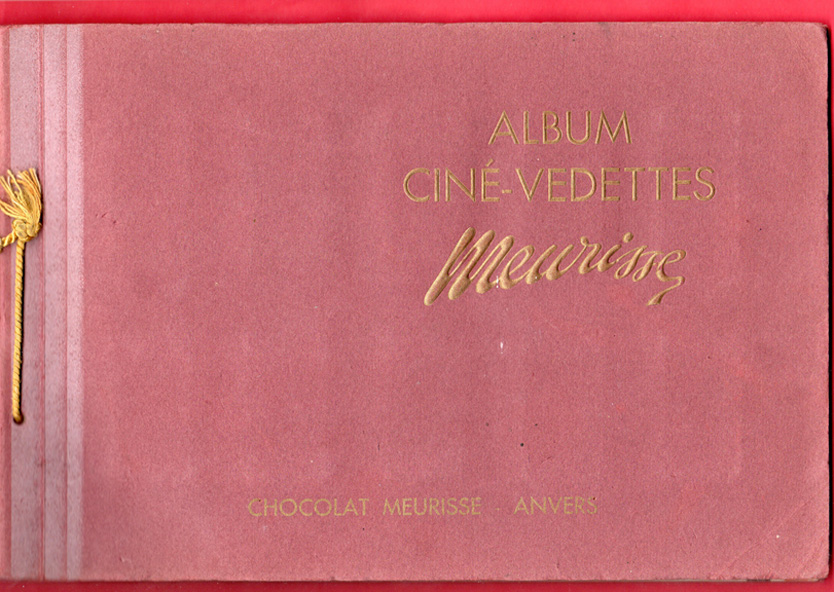 ALBUM
CINÉ-VEDETTES
Meurisse
CHOCOLAT MEURISSE · ANVERS